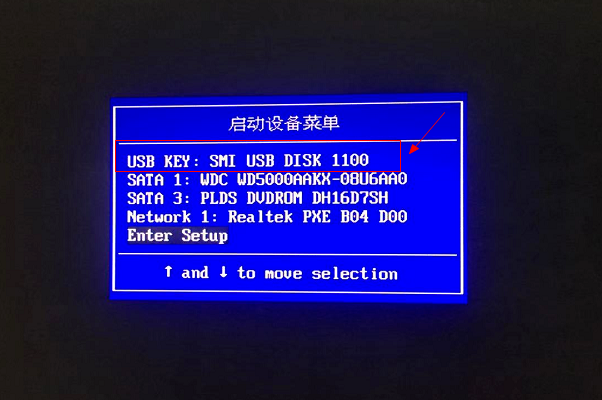 启动设备菜单
USB KEY: SMI USB DISK 1100
SATA 1: WDC WD5000AAKX-08U6AA0
SATA 3: PLDS DVDROM DH16D7SH
Network 1: Realtek PXE B04 D00
Enter Setup
↑ and ↓ to move selection